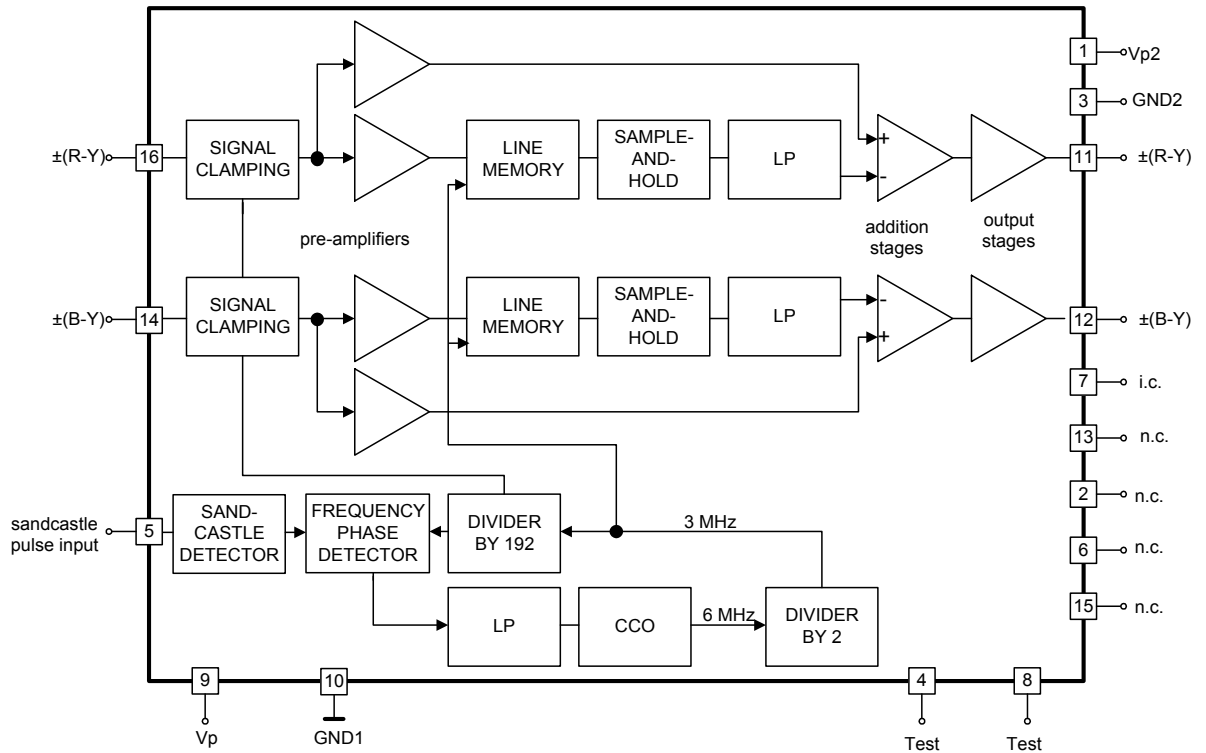 1
Vp2
3
GND2
±(R-Y)
16
SIGNAL
CLAMPING
LINE
MEMORY
SAMPLE-
AND-
HOLD
LP
+
-
11
±(R-Y)
pre-amplifiers
addition
stages
output
stages
±(B-Y)
14
SIGNAL
CLAMPING
LINE
MEMORY
SAMPLE-
AND-
HOLD
LP
-
+
12
±(B-Y)
7
i.c.
13
n.c.
2
n.c.
6
n.c.
15
n.c.
sandcastle
pulse input
5
SAND-
CASTLE
DETECTOR
FREQUENCY
PHASE
DETECTOR
DIVIDER
BY 192
3 MHz
LP
CCO
6 MHz
DIVIDER
BY 2
9
Vp
10
GND1
4
Test
8
Test